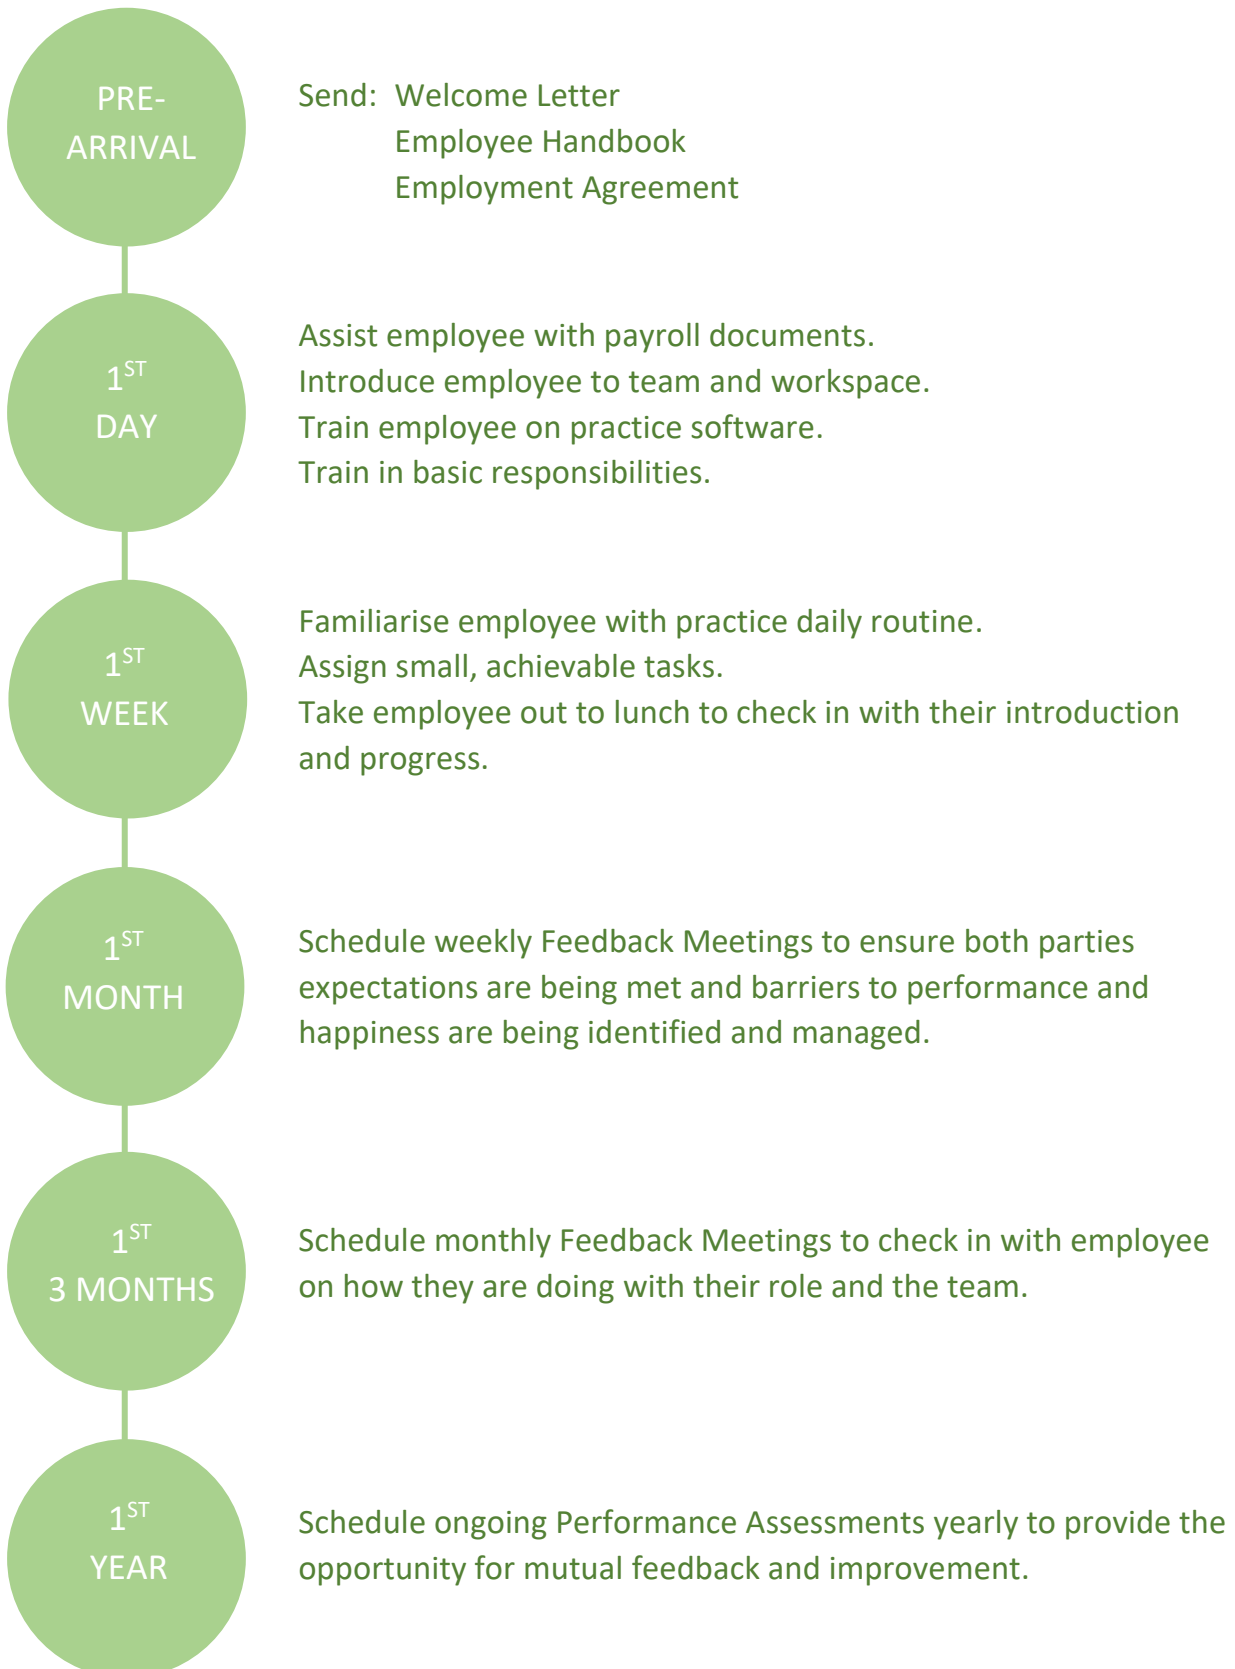 PRE-
ARRIVAL
Send: Welcome Letter
Employee Handbook
Employment Agreement
1ST
DAY
Assist employee with payroll documents.
Introduce employee to team and workspace.
Train employee on practice software.
Train in basic responsibilities.
1ST
WEEK
Familiarise employee with practice daily routine.
Assign small, achievable tasks.
Take employee out to lunch to check in with their introduction
and progress.
1ST
MONTH
Schedule weekly Feedback Meetings to ensure both parties
expectations are being met and barriers to performance and
happiness are being identified and managed.
1ST
3 MONTHS
Schedule monthly Feedback Meetings to check in with employee
on how they are doing with their role and the team.
1ST
YEAR
Schedule ongoing Performance Assessments yearly to provide the
opportunity for mutual feedback and improvement.